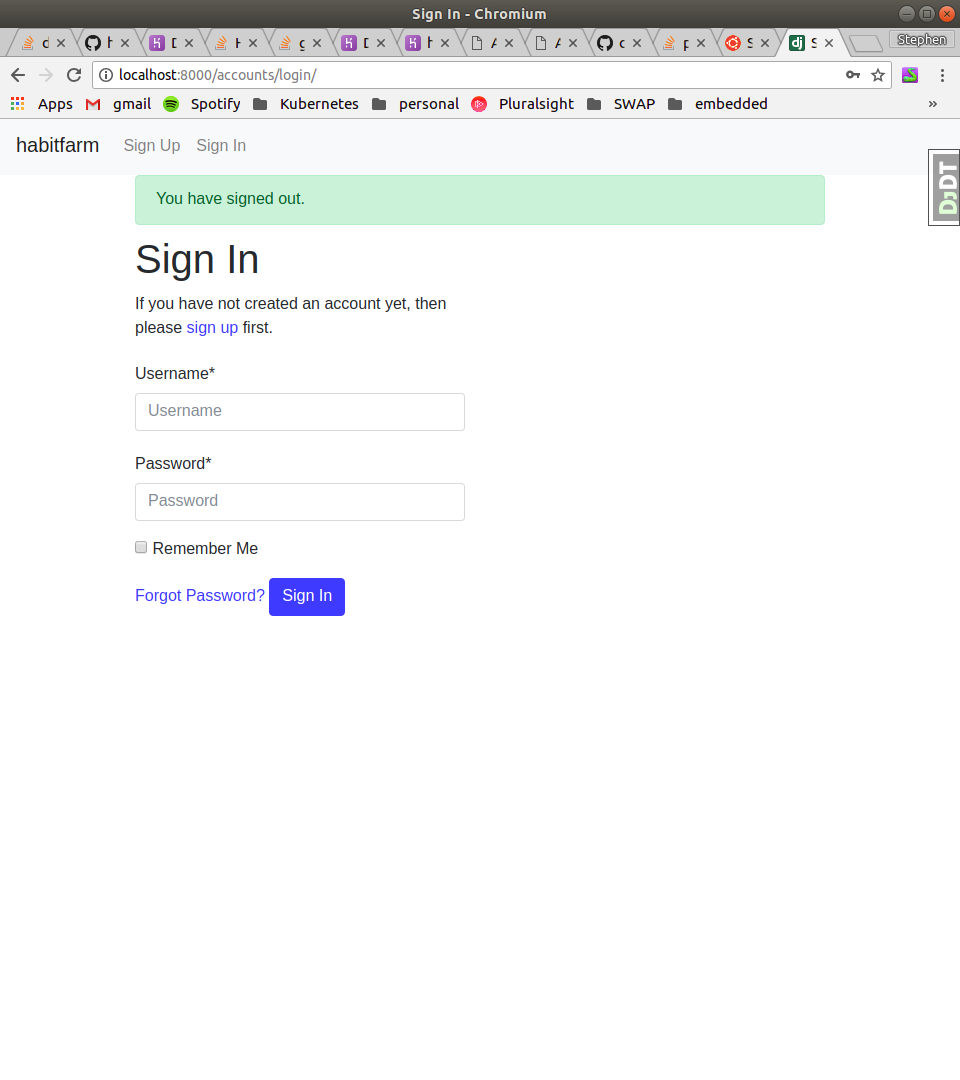 Sign In - Chromium
Stephen
localhost:8000/accounts/login/
Apps gmail Spotify Kubernetes personal Pluralsight SWAP embedded »
habitfarm Sign Up Sign In
DJDT
You have signed out.
Sign In
If you have not created an account yet, then
please sign up first.
Username*
Username
Password*
Password
Remember Me
Forgot Password? Sign In